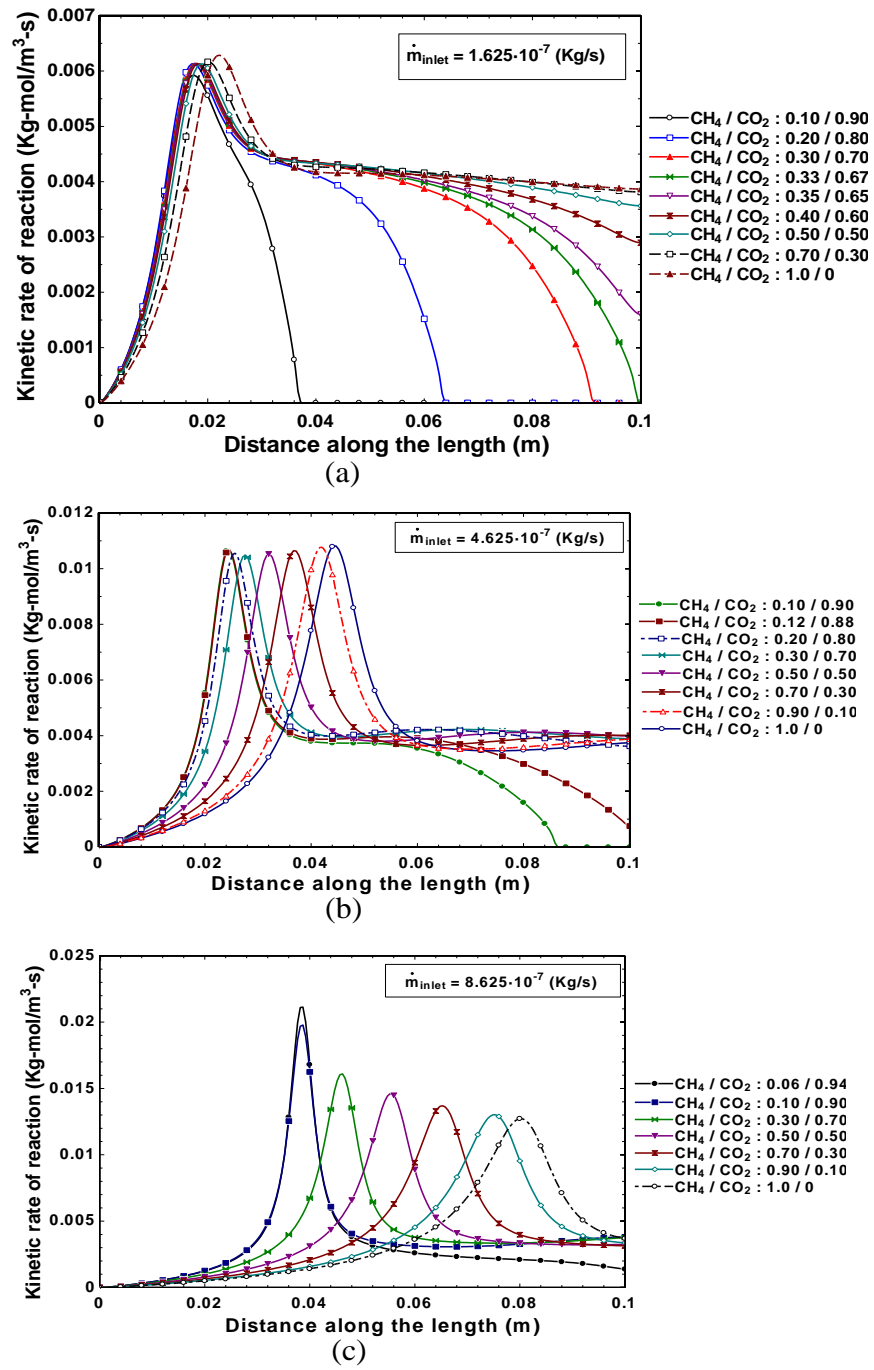 0.007
0.006
0.005
0.004
0.003
0.002
0.001
0
Kinetic rate of reaction (Kg-mol/m³-s)
ṁinlet = 1.625·10⁻⁷ (Kg/s)
CH₄ / CO₂ : 0.10 / 0.90
CH₄ / CO₂ : 0.20 / 0.80
CH₄ / CO₂ : 0.30 / 0.70
CH₄ / CO₂ : 0.33 / 0.67
CH₄ / CO₂ : 0.35 / 0.65
CH₄ / CO₂ : 0.40 / 0.60
CH₄ / CO₂ : 0.50 / 0.50
CH₄ / CO₂ : 0.70 / 0.30
CH₄ / CO₂ : 1.0 / 0
0 0.02 0.04 0.06 0.08 0.1
Distance along the length (m)
(a)
0.012
0.01
0.008
0.006
0.004
0.002
0
Kinetic rate of reaction (Kg-mol/m³-s)
ṁinlet = 4.625·10⁻⁷ (Kg/s)
CH₄ / CO₂ : 0.10 / 0.90
CH₄ / CO₂ : 0.12 / 0.88
CH₄ / CO₂ : 0.20 / 0.80
CH₄ / CO₂ : 0.30 / 0.70
CH₄ / CO₂ : 0.50 / 0.50
CH₄ / CO₂ : 0.70 / 0.30
CH₄ / CO₂ : 0.90 / 0.10
CH₄ / CO₂ : 1.0 / 0
0 0.02 0.04 0.06 0.08 0.1
Distance along the length (m)
(b)
0.025
0.02
0.015
0.01
0.005
0
Kinetic rate of reaction (Kg-mol/m³-s)
ṁinlet = 8.625·10⁻⁷ (Kg/s)
CH₄ / CO₂ : 0.06 / 0.94
CH₄ / CO₂ : 0.10 / 0.90
CH₄ / CO₂ : 0.30 / 0.70
CH₄ / CO₂ : 0.50 / 0.50
CH₄ / CO₂ : 0.70 / 0.30
CH₄ / CO₂ : 0.90 / 0.10
CH₄ / CO₂ : 1.0 / 0
0 0.02 0.04 0.06 0.08 0.1
Distance along the length (m)
(c)